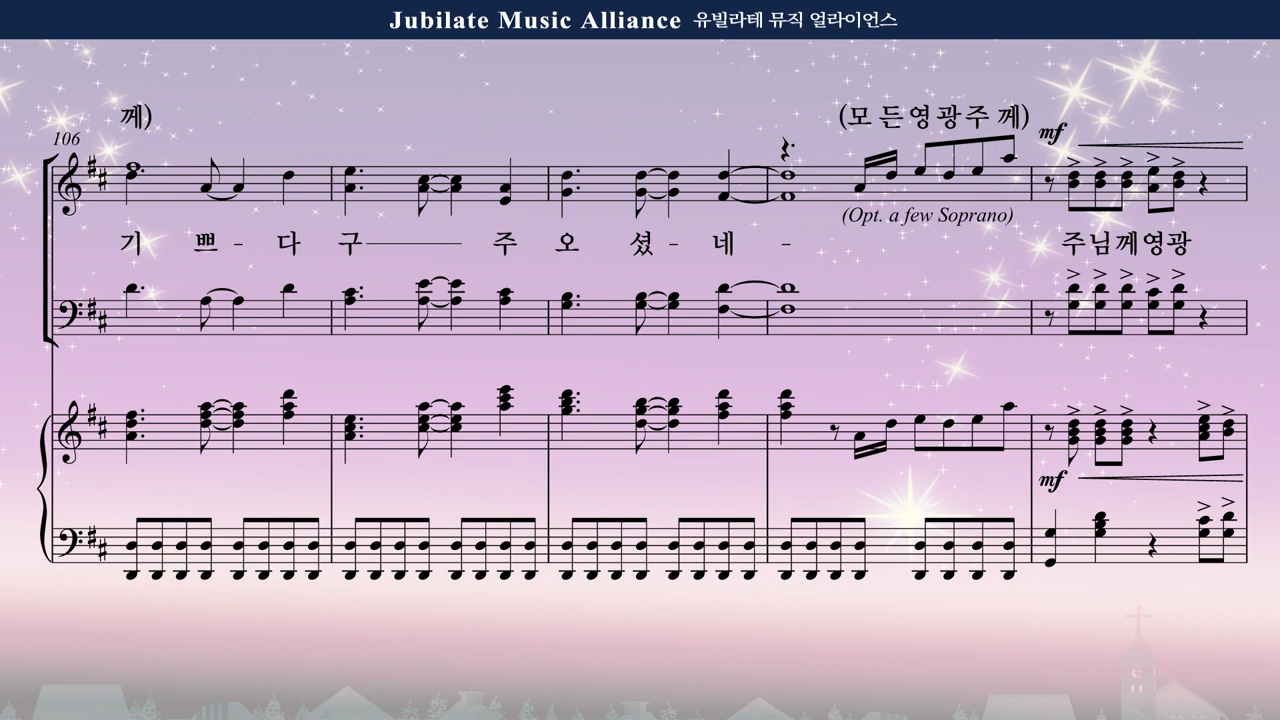 Jubilate Music Alliance 유빌라테 뮤직 얼라이언스
께) (모 든 영 광 주 께)
106
mf
(Opt. a few Soprano)
기 쁘 - 다 구 주 오 셨 - 네 - 주 님 께 영 광
mf